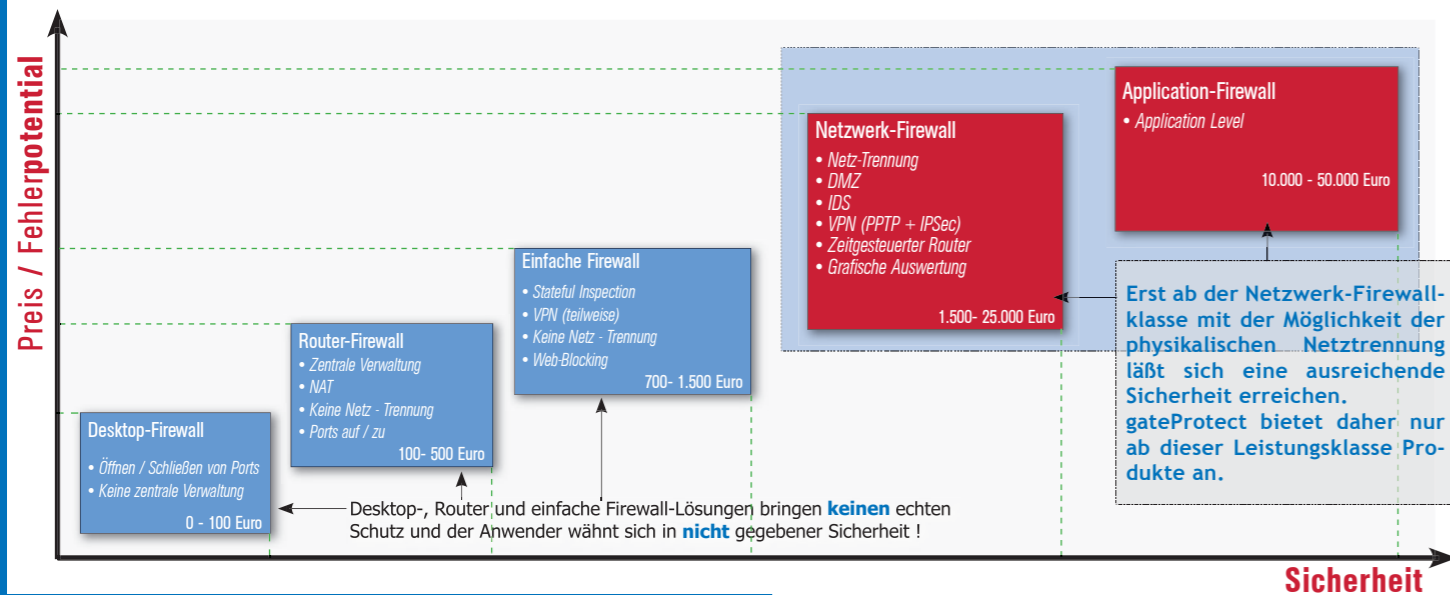 Preis / Fehlerpotential
Desktop-Firewall
• Öffnen / Schließen von Ports
• Keine zentrale Verwaltung
0 - 100 Euro
Router-Firewall
• Zentrale Verwaltung
• NAT
• Keine Netz - Trennung
• Ports auf / zu
100- 500 Euro
Einfache Firewall
• Stateful Inspection
• VPN (teilweise)
• Keine Netz - Trennung
• Web-Blocking
700- 1.500 Euro
Netzwerk-Firewall
• Netz-Trennung
• DMZ
• IDS
• VPN (PPTP + IPSec)
• Zeitgesteuerter Router
• Grafische Auswertung
1.500- 25.000 Euro
Application-Firewall
• Application Level
10.000 - 50.000 Euro
Erst ab der Netzwerk-Firewall-
klasse mit der Möglichkeit der
physikalischen Netztrennung
läßt sich eine ausreichende
Sicherheit erreichen.
gateProtect bietet daher nur
ab dieser Leistungsklasse Pro-
dukte an.
Desktop-, Router und einfache Firewall-Lösungen bringen keinen echten
Schutz und der Anwender wähnt sich in nicht gegebener Sicherheit !
Sicherheit